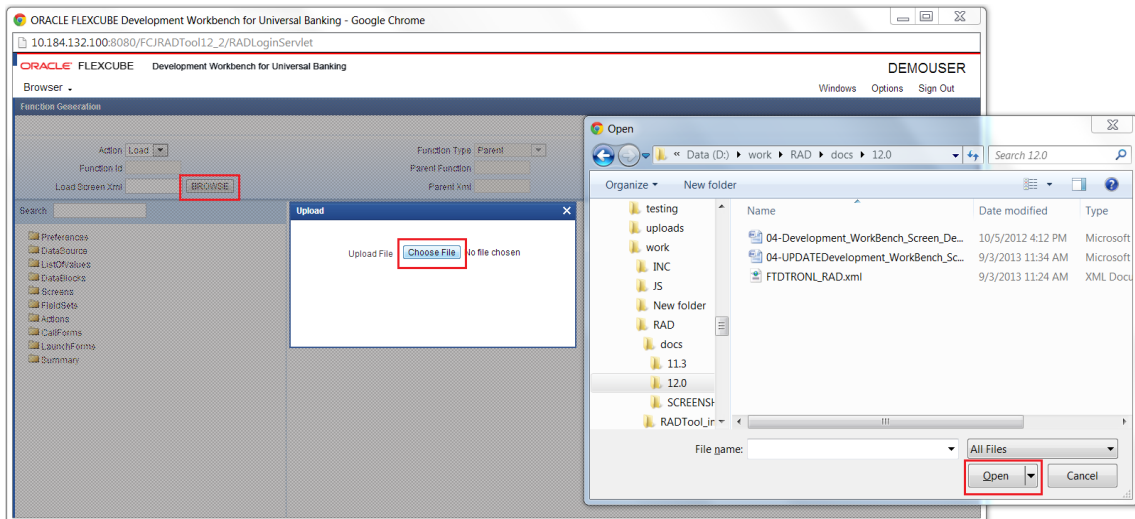 ORACLE FLEXCUBE Development Workbench for Universal Banking - Google Chrome
10.184.132.100:8080/FCJRADTool12_2/RADLoginServlet
ORACLE FLEXCUBE Development Workbench for Universal Banking
DEMOUSER
Browser
Windows Options Sign Out
Function Generation
Action Load
Function Type Parent
Function Id
Parent Function
Load Screen Xml BROWSE
Parent Xml
Search
Preferences
DataSource
ListOfValues
DataBlocks
Screens
FieldSets
Actions
CallForms
LaunchForms
Summary
Upload
Upload File Choose File No file chosen
Open
« Data (D:) work RAD docs 12.0
Search 12.0
Organize New folder
testing
uploads
work
INC
JS
New folder
RAD
docs
11.3
12.0
SCREENSH
RADTool_in
Name Date modified Type
04-Development_WorkBench_Screen_De... 10/5/2012 4:12 PM Microsoft
04-UPDATEDevelopment_WorkBench_Sc... 9/3/2013 11:34 AM Microsoft
FTDTRONL_RAD.xml 9/3/2013 11:24 AM XML Docu
File name:
All Files
Open Cancel